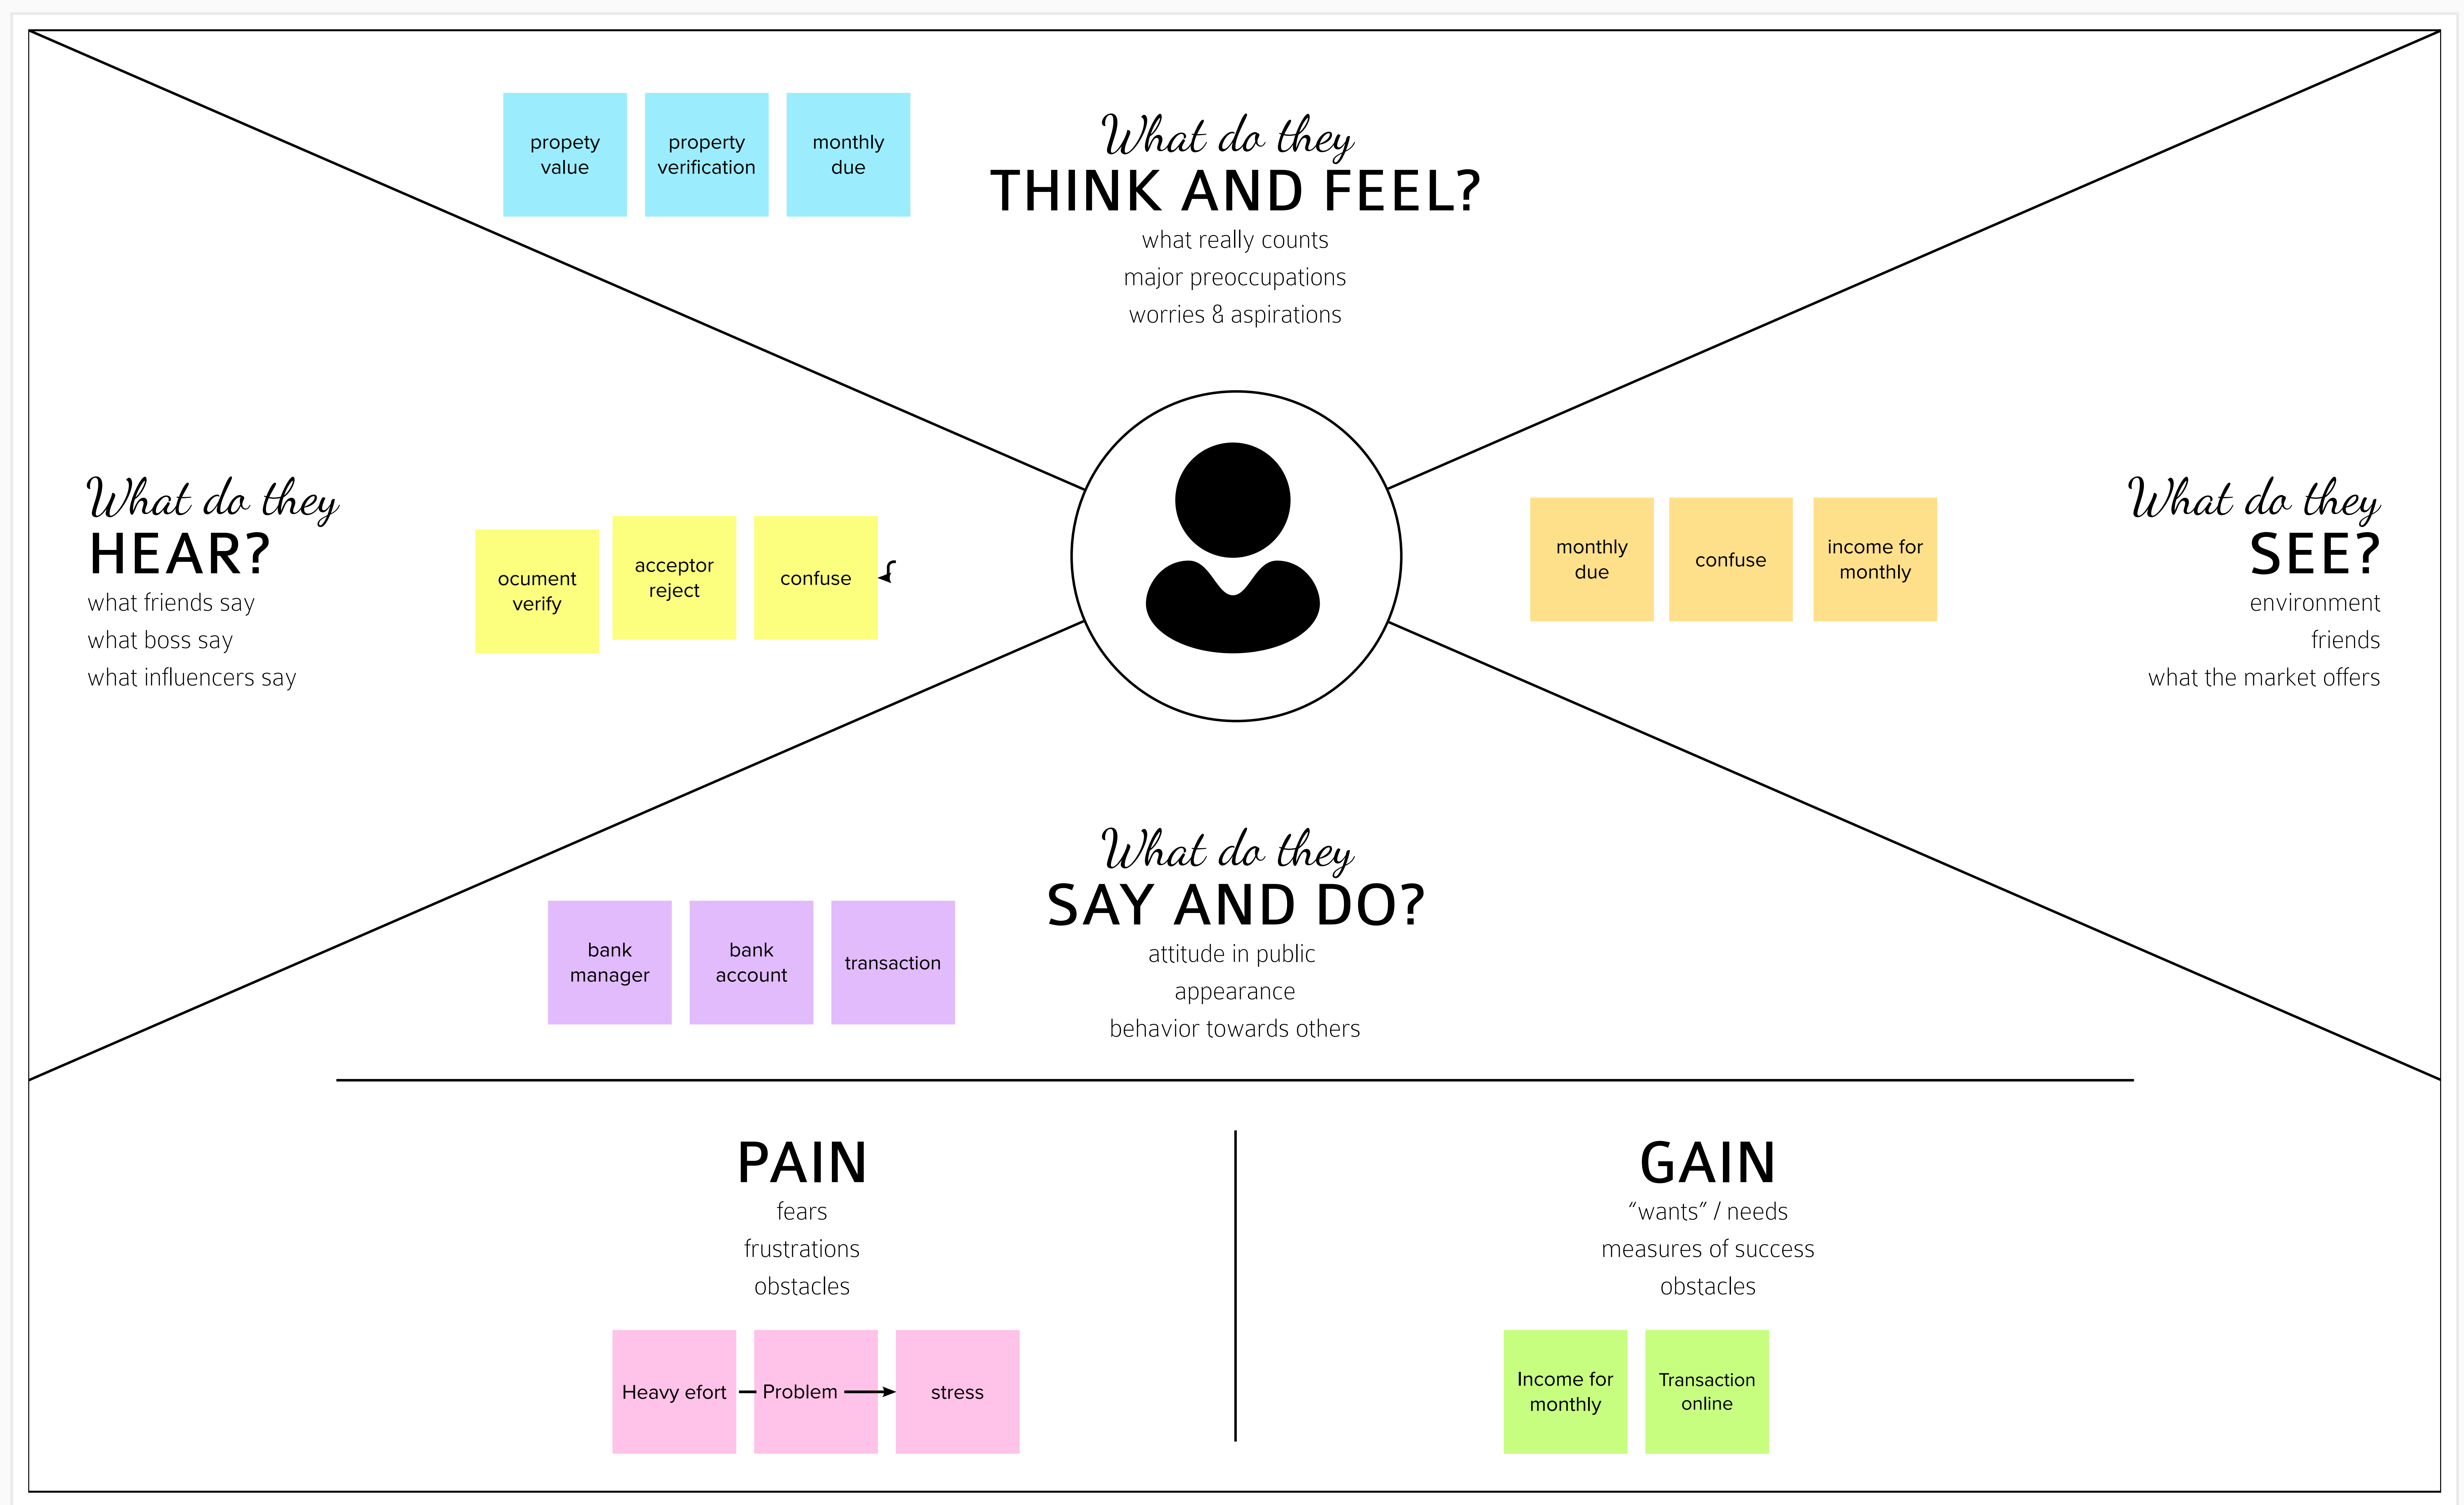 propety
value
property
verification
monthly
due
What do they
THINK AND FEEL?
what really counts
major preoccupations
worries & aspirations
What do they
HEAR?
what friends say
what boss say
what influencers say
ocument
verify
acceptor
reject
confuse
monthly
due
confuse
income for
monthly
What do they
SEE?
environment
friends
what the market offers
What do they
SAY AND DO?
attitude in public
appearance
behavior towards others
bank
manager
bank
account
transaction
PAIN
fears
frustrations
obstacles
Heavy efort
Problem
stress
GAIN
“wants” / needs
measures of success
obstacles
Income for
monthly
Transaction
online